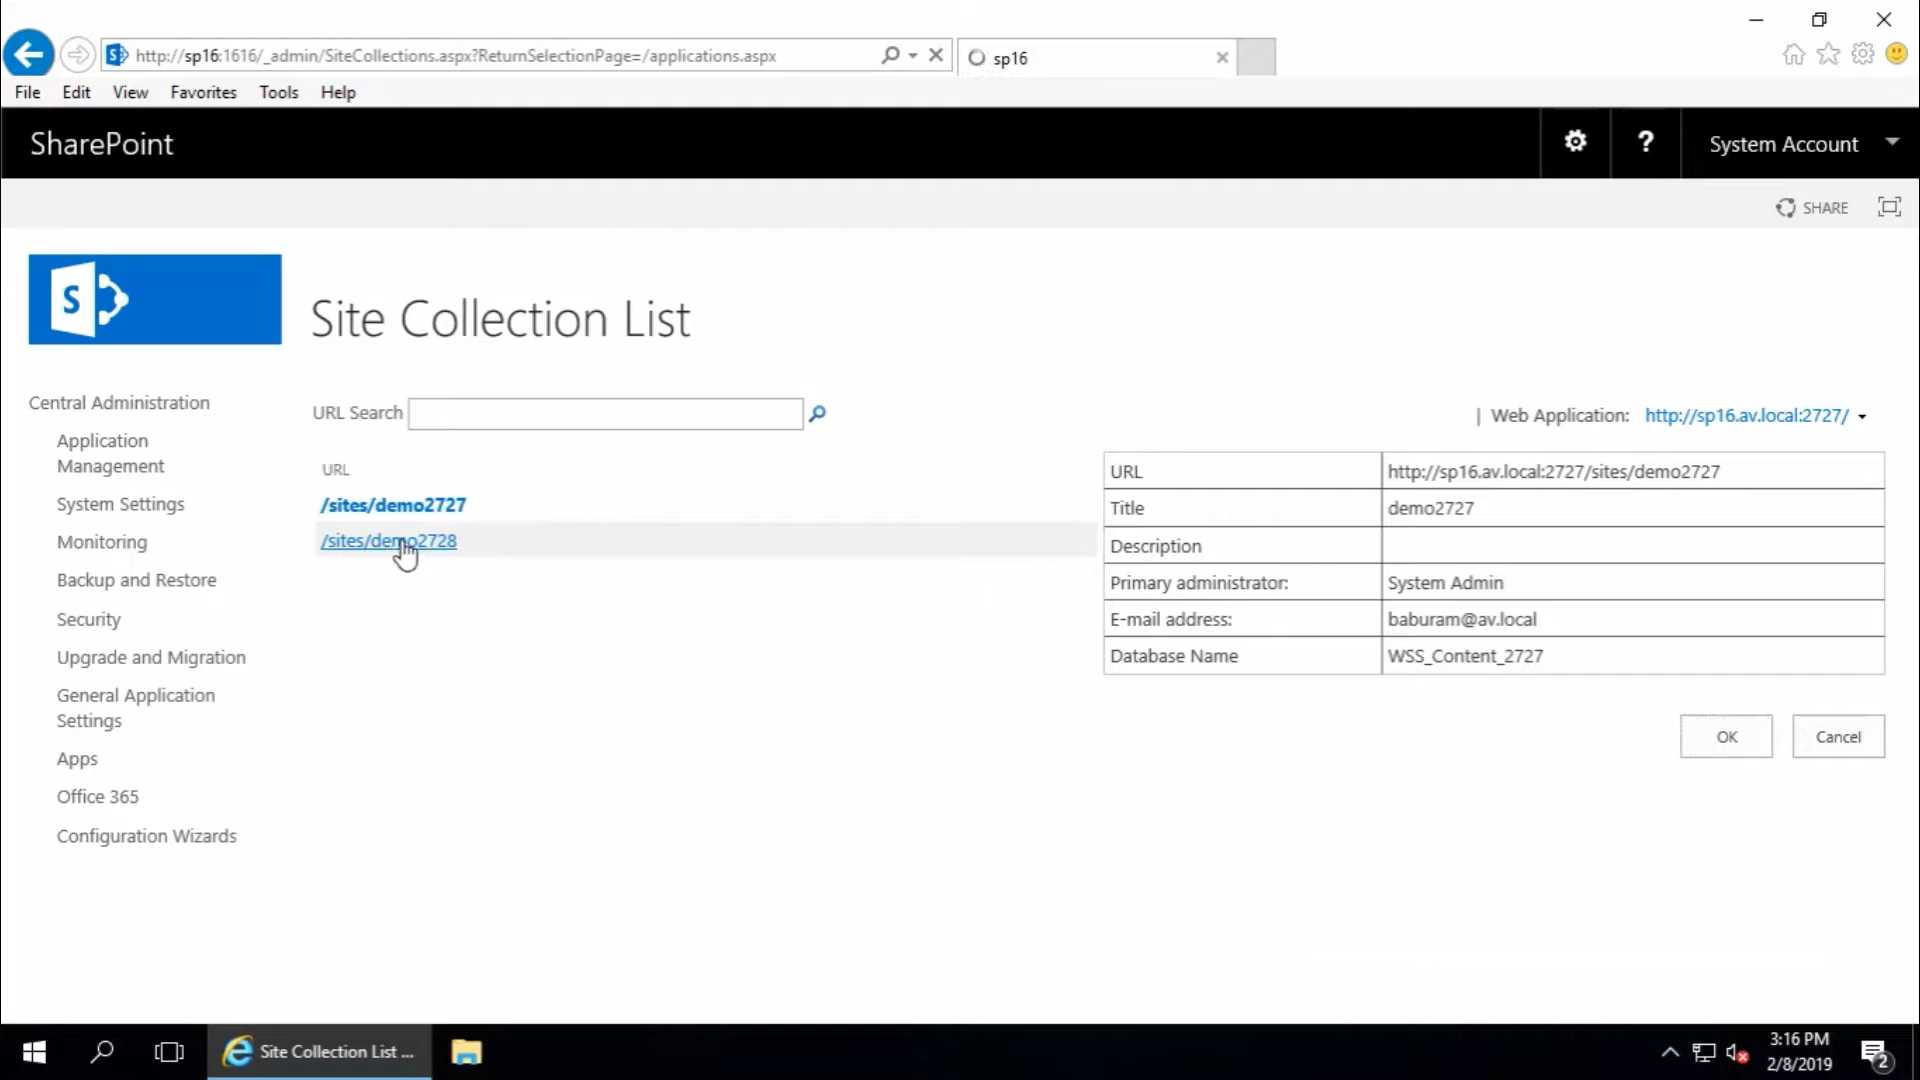 http://sp16:1616/_admin/SiteCollections.aspx?ReturnSelectionPage=/applications.aspx
sp16
File Edit View Favorites Tools Help
SharePoint
? System Account
SHARE
S
Site Collection List
Central Administration
Application
Management
System Settings
Monitoring
Backup and Restore
Security
Upgrade and Migration
General Application
Settings
Apps
Office 365
Configuration Wizards
URL Search
| Web Application: http://sp16.av.local:2727/
URL
/sites/demo2727
/sites/demo2728
URL http://sp16.av.local:2727/sites/demo2727
Title demo2727
Description
Primary administrator: System Admin
E-mail address: baburam@av.local
Database Name WSS_Content_2727
OK Cancel
Site Collection List ...
3:16 PM
2/8/2019
2